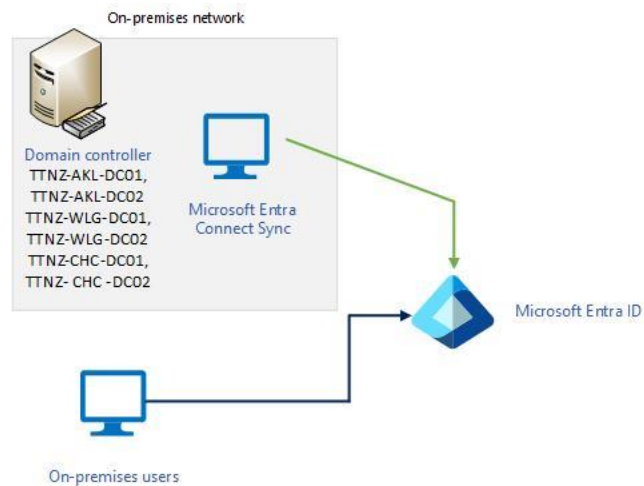 On-premises network
Domain controller
TTNZ-AKL-DC01,
TTNZ-AKL-DC02
TTNZ-WLG-DC01,
TTNZ-WLG-DC02
TTNZ-CHC-DC01,
TTNZ- CHC -DC02
Microsoft Entra
Connect Sync
Microsoft Entra ID
On-premises users